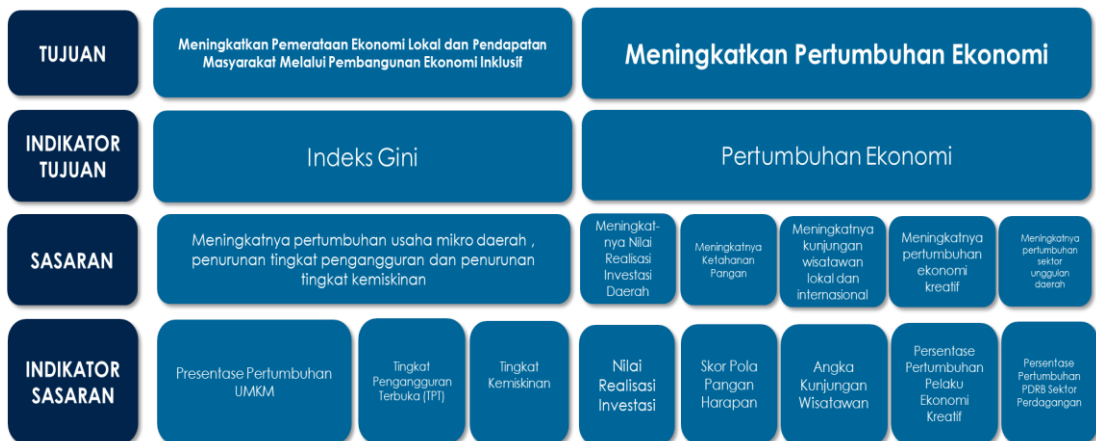 TUJUAN
Meningkatkan Pemerataan Ekonomi Lokal dan Pendapatan
Masyarakat Melalui Pembangunan Ekonomi Inklusif
Meningkatkan Pertumbuhan Ekonomi
INDIKATOR
TUJUAN
Indeks Gini
Pertumbuhan Ekonomi
SASARAN
Meningkatnya pertumbuhan usaha mikro daerah ,
penurunan tingkat pengangguran dan penurunan
tingkat kemiskinan
Meningkat-
nya Nilai
Realisasi
Investasi
Daerah
Meningkatnya
Ketahanan
Pangan
Meningkatnya
kunjungan
wisatawan
lokal dan
internasional
Meningkatnya
pertumbuhan
ekonomi
kreatif
Meningkatnya
pertumbuhan
sektor
unggulan
daerah
INDIKATOR
SASARAN
Presentase Pertumbuhan
UMKM
Tingkat
Pengangguran
Terbuka (TPT)
Tingkat
Kemiskinan
Nilai
Realisasi
Investasi
Skor Pola
Pangan
Harapan
Angka
Kunjungan
Wisatawan
Persentase
Pertumbuhan
Pelaku
Ekonomi
Kreatif
Persentase
Pertumbuhan
PDRB Sektor
Perdagangan